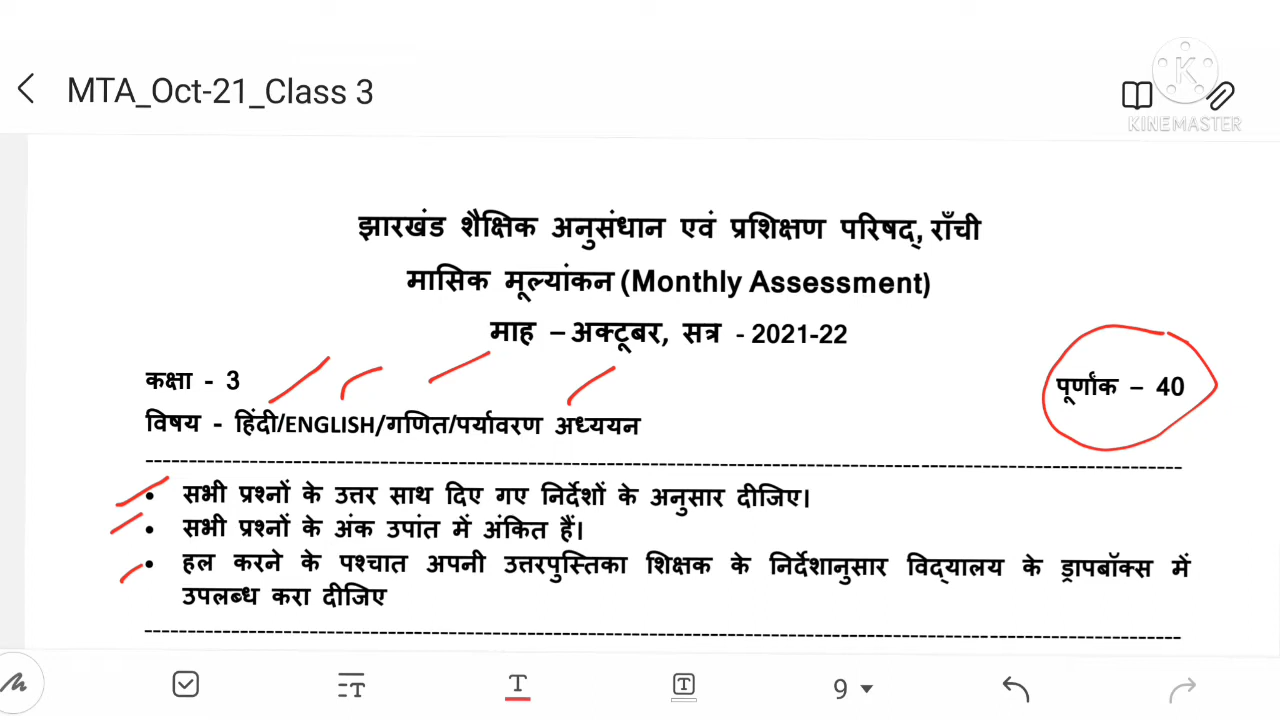 MTA_Oct-21_Class 3
K
KINEMASTER
झारखंड शैक्षिक अनुसंधान एवं प्रशिक्षण परिषद्, राँची
मासिक मूल्यांकन (Monthly Assessment)
माह – अक्टूबर, सत्र - 2021-22
कक्षा - 3
पूर्णांक – 40
विषय - हिंदी/ENGLISH/गणित/पर्यावरण अध्ययन
• सभी प्रश्नों के उत्तर साथ दिए गए निर्देशों के अनुसार दीजिए।
• सभी प्रश्नों के अंक उपांत में अंकित हैं।
• हल करने के पश्चात अपनी उत्तरपुस्तिका शिक्षक के निर्देशानुसार विद्यालय के ड्रापबॉक्स में
उपलब्ध करा दीजिए
T
T
T
9